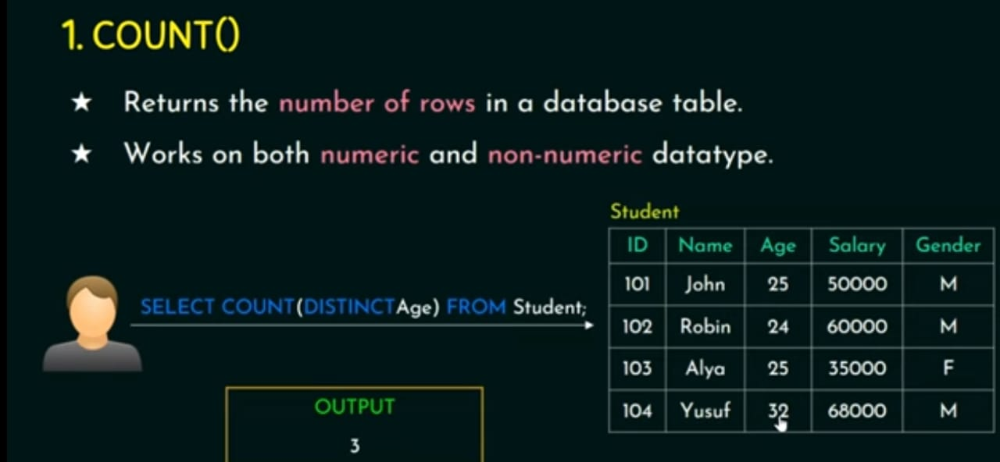 1. COUNT()
★ Returns the number of rows in a database table.
★ Works on both numeric and non-numeric datatype.
Student
ID Name Age Salary Gender
101 John 25 50000 M
102 Robin 24 60000 M
103 Alya 25 35000 F
104 Yusuf 32 68000 M
SELECT COUNT(DISTINCTAge) FROM Student;
OUTPUT
3